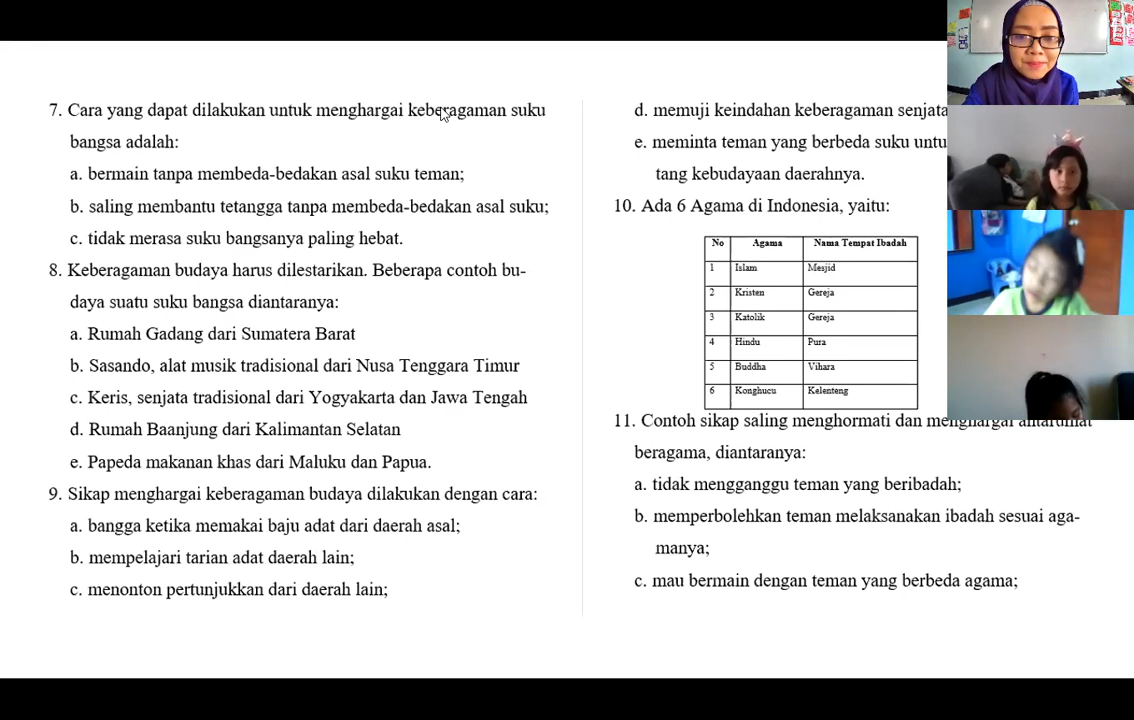 7. Cara yang dapat dilakukan untuk menghargai keberagaman suku
bangsa adalah:
a. bermain tanpa membeda-bedakan asal suku teman;
b. saling membantu tetangga tanpa membeda-bedakan asal suku;
c. tidak merasa suku bangsanya paling hebat.
8. Keberagaman budaya harus dilestarikan. Beberapa contoh bu-
daya suatu suku bangsa diantaranya:
a. Rumah Gadang dari Sumatera Barat
b. Sasando, alat musik tradisional dari Nusa Tenggara Timur
c. Keris, senjata tradisional dari Yogyakarta dan Jawa Tengah
d. Rumah Baanjung dari Kalimantan Selatan
e. Papeda makanan khas dari Maluku dan Papua.
9. Sikap menghargai keberagaman budaya dilakukan dengan cara:
a. bangga ketika memakai baju adat dari daerah asal;
b. mempelajari tarian adat daerah lain;
c. menonton pertunjukkan dari daerah lain;
d. memuji keindahan keberagaman senjata
e. meminta teman yang berbeda suku untu
tang kebudayaan daerahnya.
10. Ada 6 Agama di Indonesia, yaitu:
No Agama Nama Tempat Ibadah
1 Islam Mesjid
2 Kristen Gereja
3 Katolik Gereja
4 Hindu Pura
5 Buddha Vihara
6 Konghucu Kelenteng
11. Contoh sikap saling menghormati dan menghargai antarumat
beragama, diantaranya:
a. tidak mengganggu teman yang beribadah;
b. memperbolehkan teman melaksanakan ibadah sesuai aga-
manya;
c. mau bermain dengan teman yang berbeda agama;